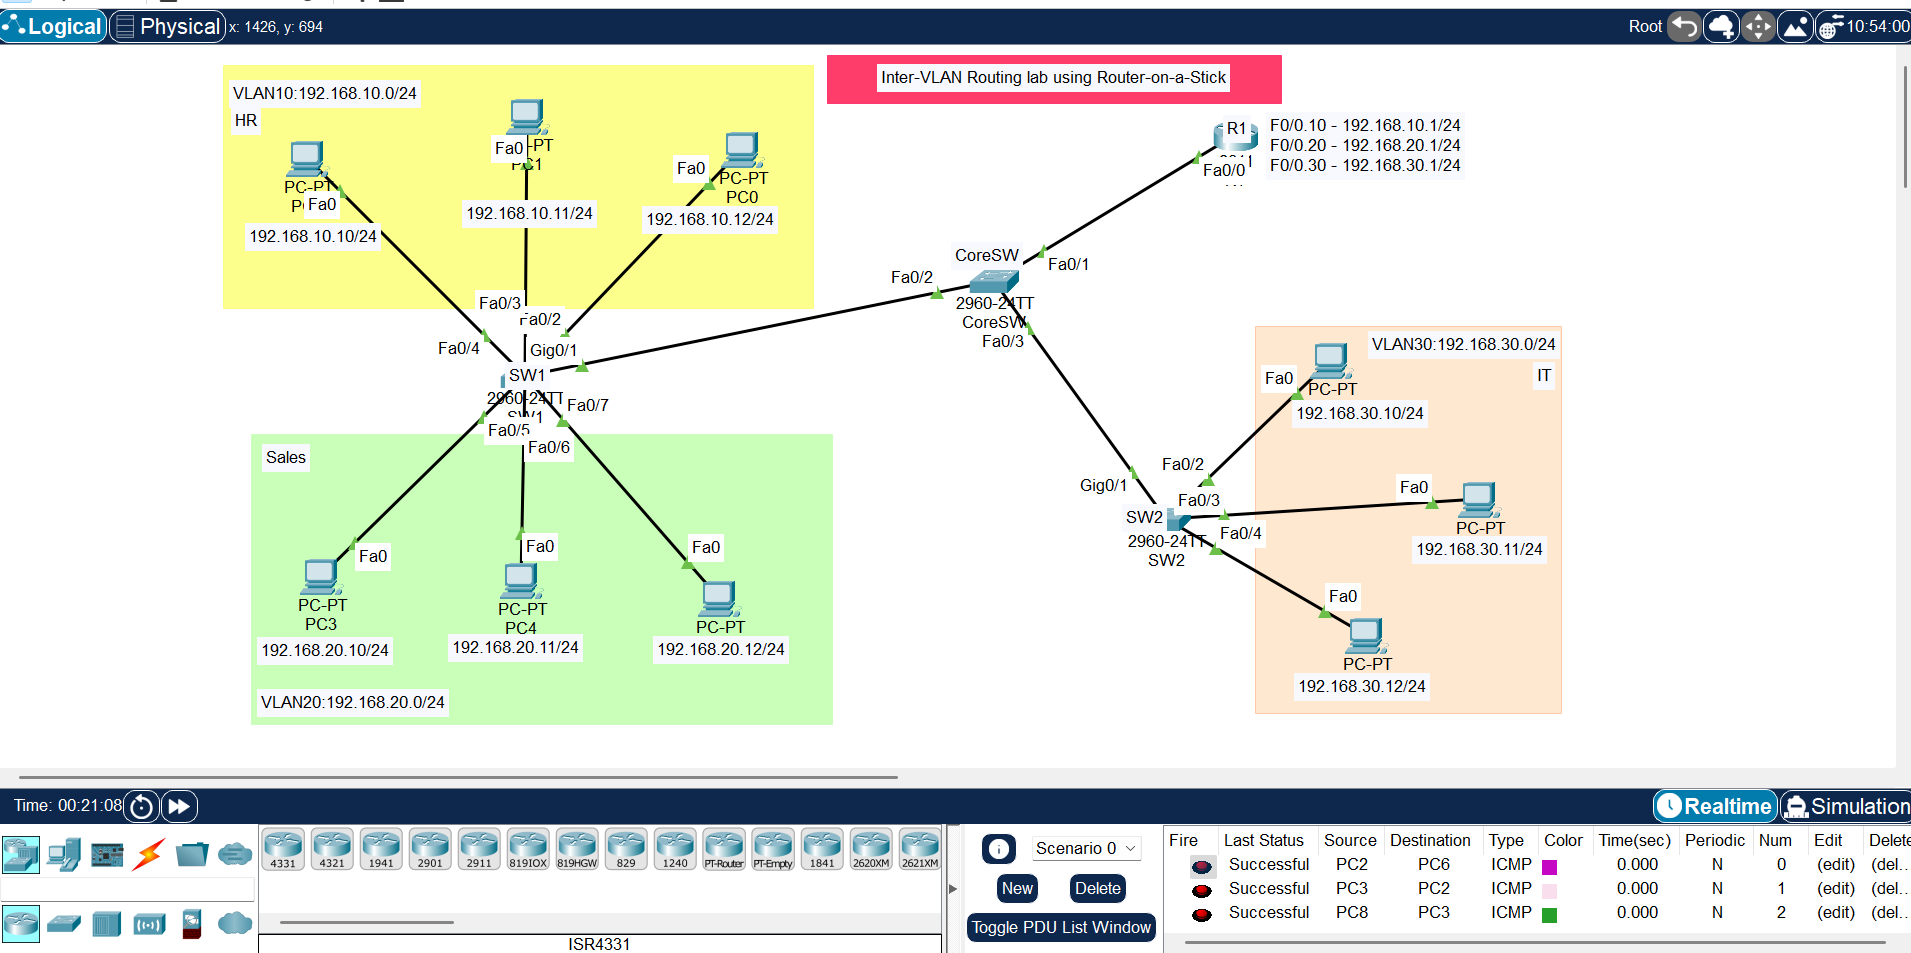 Logical
Physical
x: 1426, y: 694
Root
10:54:00
Inter-VLAN Routing lab using Router-on-a-Stick
VLAN10:192.168.10.0/24
HR
PC-PT
Fa0
192.168.10.10/24
Fa0
-PT
PC1
192.168.10.11/24
Fa0
PC-PT
PC0
192.168.10.12/24
R1
Fa0/0
F0/0.10 - 192.168.10.1/24
F0/0.20 - 192.168.20.1/24
F0/0.30 - 192.168.30.1/24
CoreSW
Fa0/2
Fa0/1
2960-24TT
CoreSW
Fa0/3
Fa0/3
Fa0/2
Fa0/4
Gig0/1
SW1
2960-24TT
SW1
Fa0/7
Fa0/5
Fa0/6
Sales
Fa0
PC-PT
PC3
192.168.20.10/24
Fa0
PC-PT
PC4
192.168.20.11/24
Fa0
PC-PT
192.168.20.12/24
VLAN20:192.168.20.0/24
VLAN30:192.168.30.0/24
IT
Fa0
PC-PT
192.168.30.10/24
Fa0/2
Gig0/1
Fa0/3
SW2
Fa0/4
2960-24TT
SW2
Fa0
PC-PT
192.168.30.11/24
Fa0
PC-PT
192.168.30.12/24
Time: 00:21:08
Realtime
Simulation
4331
4321
1941
2901
2911
819IOX
819HGW
829
1240
PT-Router
PT-Empty
1841
2620XM
2621XM
ISR4331
Scenario 0
New
Delete
Toggle PDU List Window
Fire Last Status Source Destination Type Color Time(sec) Periodic Num Edit Delete
Successful PC2 PC6 ICMP 0.000 N 0 (edit) (del..
Successful PC3 PC2 ICMP 0.000 N 1 (edit) (del..
Successful PC8 PC3 ICMP 0.000 N 2 (edit) (del..